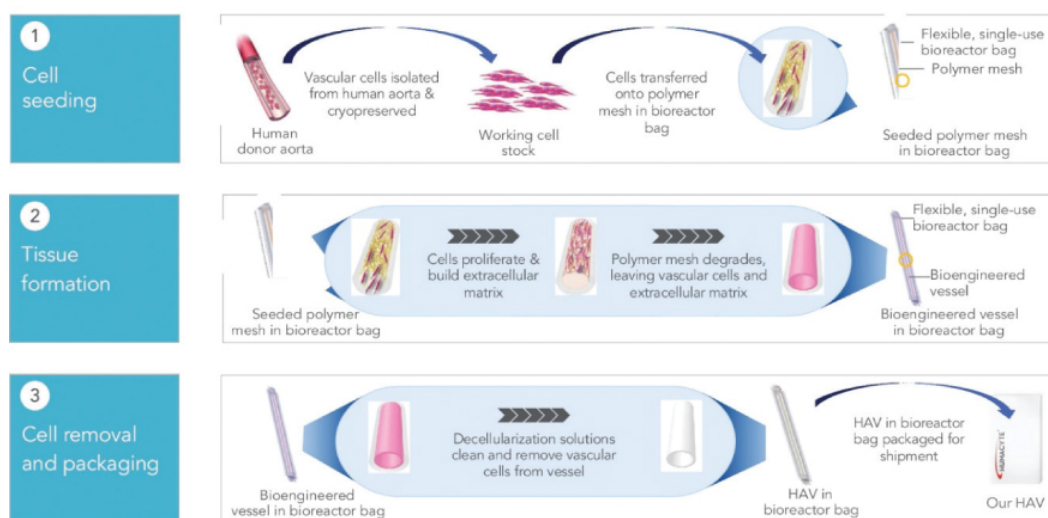 1
Cell
seeding
Human
donor aorta
Vascular cells isolated
from human aorta &
cryopreserved
Working cell
stock
Cells transferred
onto polymer
mesh in bioreactor
bag
Flexible, single-use
bioreactor bag
Polymer mesh
Seeded polymer mesh
in bioreactor bag
2
Tissue
formation
Seeded polymer
mesh in bioreactor bag
Cells proliferate &
build extracellular
matrix
Polymer mesh degrades,
leaving vascular cells and
extracellular matrix
Flexible, single-use
bioreactor bag
Bioengineered
vessel
Bioengineered vessel
in bioreactor bag
3
Cell removal
and packaging
Bioengineered
vessel in bioreactor bag
Decellularization solutions
clean and remove vascular
cells from vessel
HAV in
bioreactor bag
HAV in bioreactor
bag packaged for
shipment
HUMACYTE
Our HAV